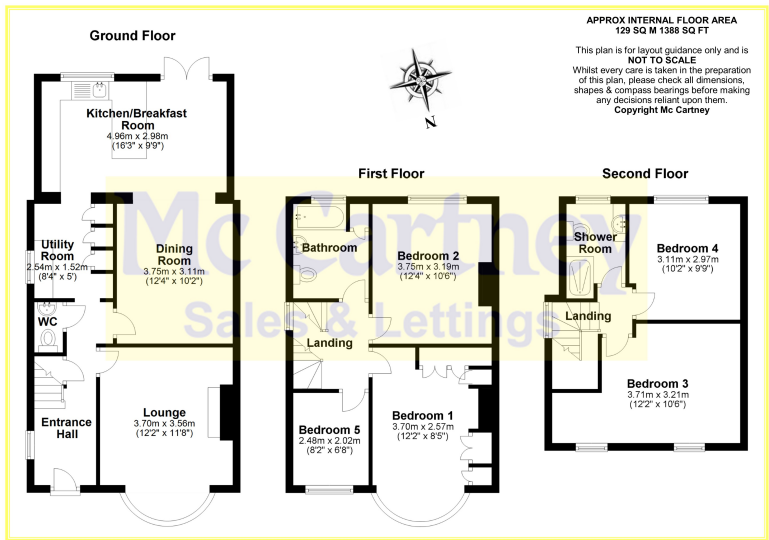 APPROX INTERNAL FLOOR AREA
129 SQ M 1388 SQ FT
This plan is for layout guidance only and is
NOT TO SCALE
Whilst every care is taken in the preparation
of this plan, please check all dimensions,
shapes & compass bearings before making
any decisions reliant upon them.
Copyright Mc Cartney
Ground Floor
Kitchen/Breakfast
Room
4.96m x 2.98m
(16'3" x 9'9")
Utility
Room
2.54m x 1.52m
(8'4" x 5')
Dining
Room
3.75m x 3.11m
(12'4" x 10'2")
WC
Entrance
Hall
Lounge
3.70m x 3.56m
(12'2" x 11'8")
N
First Floor
Bathroom
Bedroom 2
3.75m x 3.19m
(12'4" x 10'6")
Landing
Bedroom 5
2.48m x 2.02m
(8'2" x 6'8")
Bedroom 1
3.70m x 2.57m
(12'2" x 8'5")
Second Floor
Shower
Room
Bedroom 4
3.11m x 2.97m
(10'2" x 9'9")
Landing
Bedroom 3
3.71m x 3.21m
(12'2" x 10'6")
Mc Cartney
Sales & Lettings